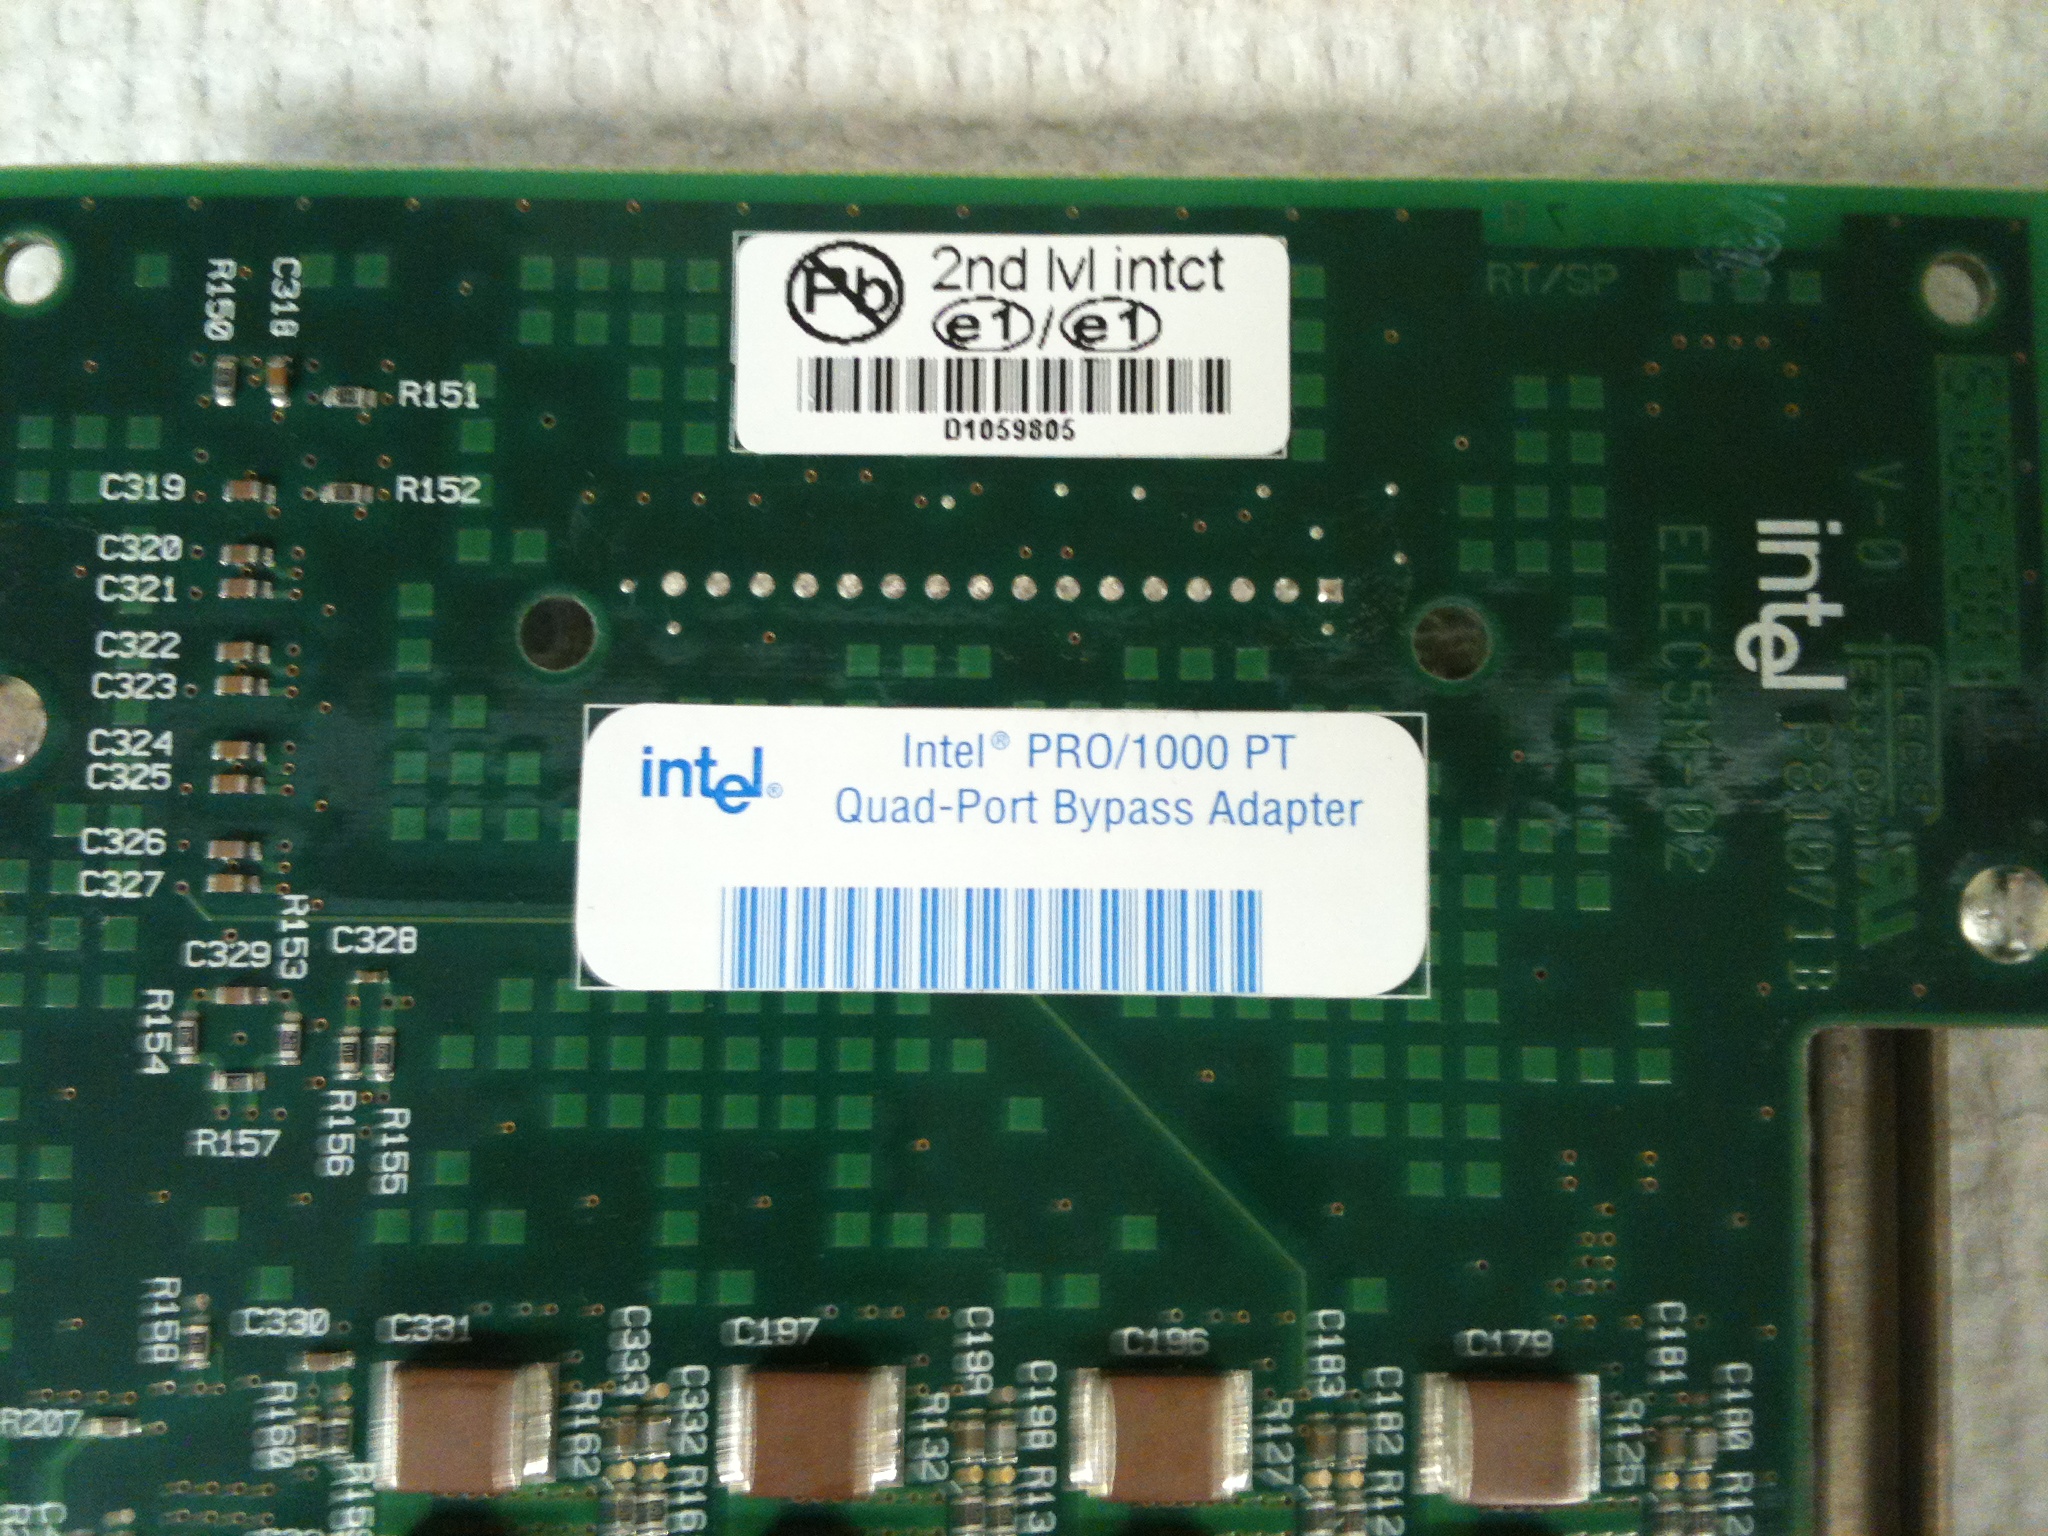 intel®
Intel® PRO/1000 PT
Quad-Port Bypass Adapter
2nd lvl intct
Pb
e1/e1
D1059805
intel
ELEC5M-02
V-0
RT/SP
C180
C181
R125
C179
C182
C183
R127
C196
C198
C199
R132
C197
C332
C333
R162
C331
R160
C330
R158
R207
R155
R156
R157
R154
R153
C328
C329
C327
C326
C325
C324
C323
C322
C321
C320
C319
R152
R151
C318
R150